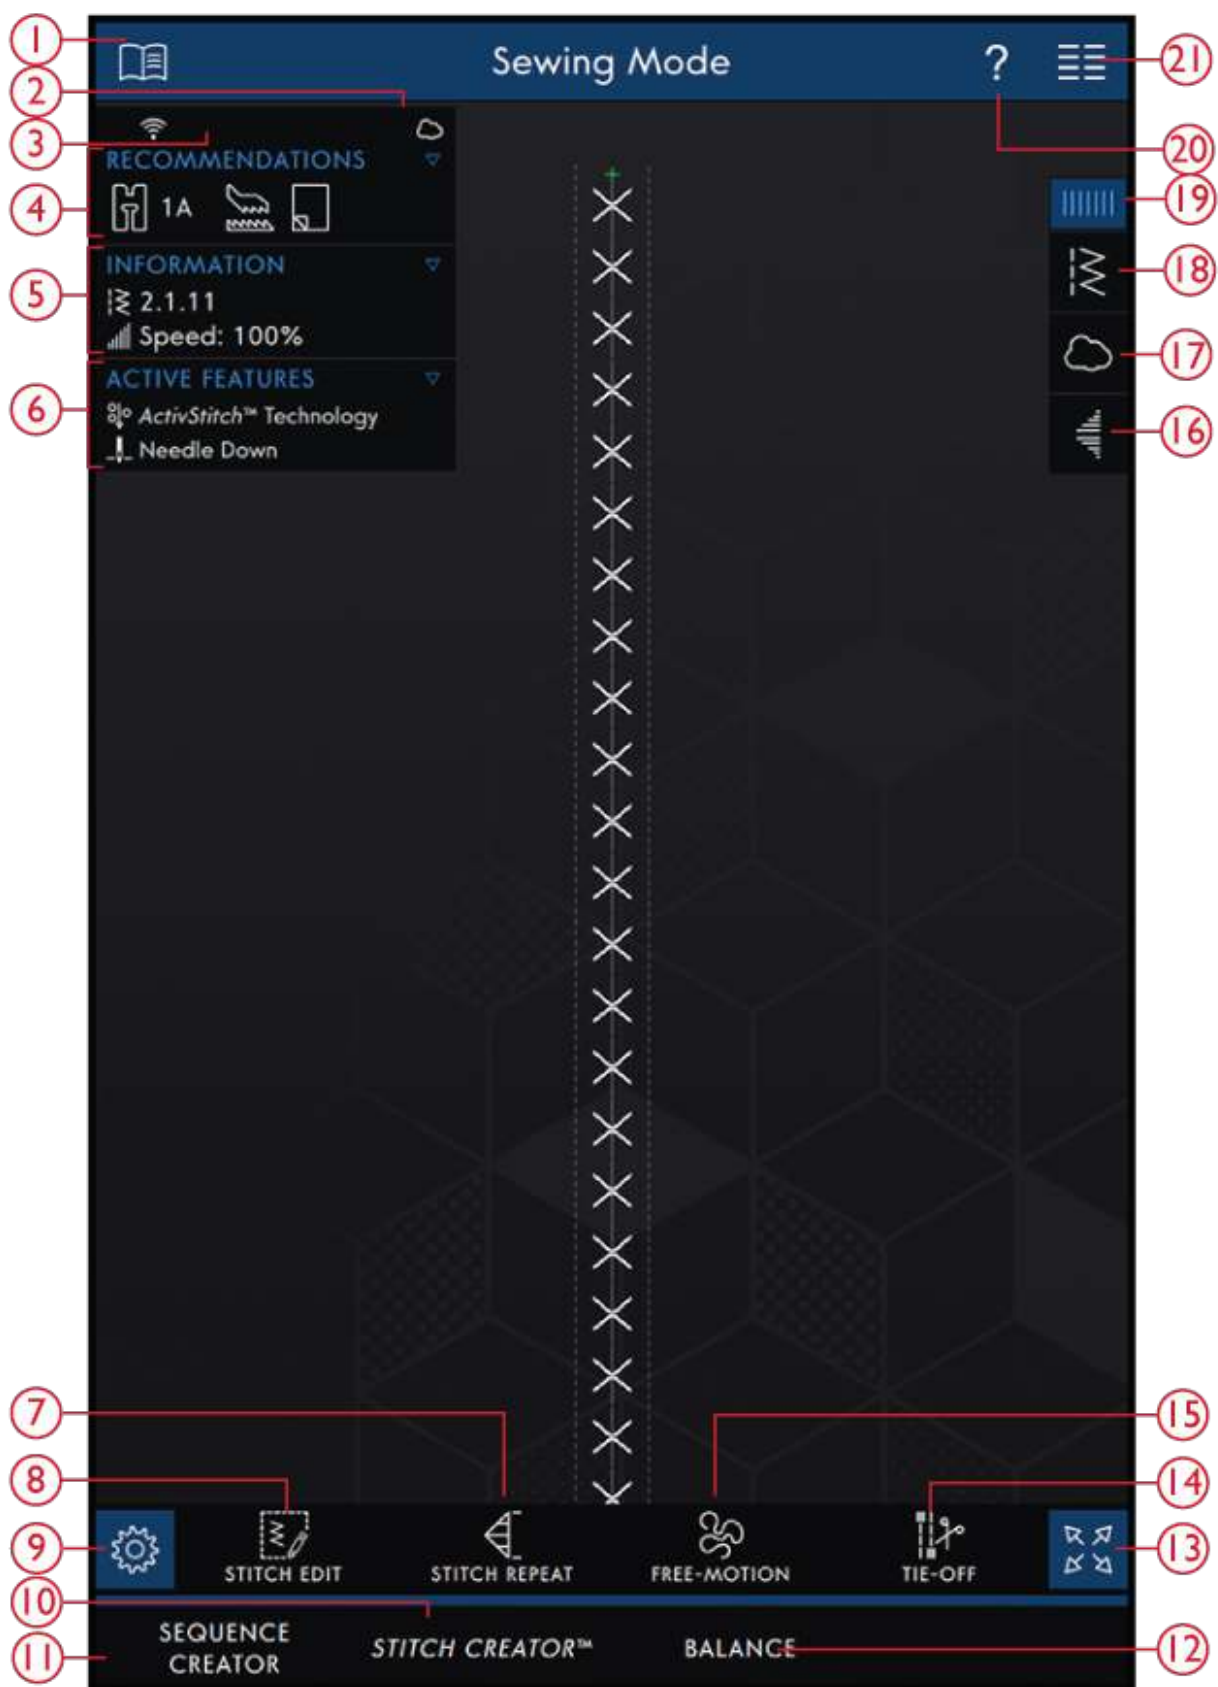 1
Sewing Mode
?
21
2
3
20
RECOMMENDATIONS
4
1A
19
INFORMATION
18
5
2.1.11
Speed: 100%
17
ACTIVE FEATURES
6
ActivStitch™ Technology
16
Needle Down
7
15
8
14
9
13
STITCH EDIT
STITCH REPEAT
FREE-MOTION
TIE-OFF
10
SEQUENCE
CREATOR
STITCH CREATOR™
BALANCE
11
12